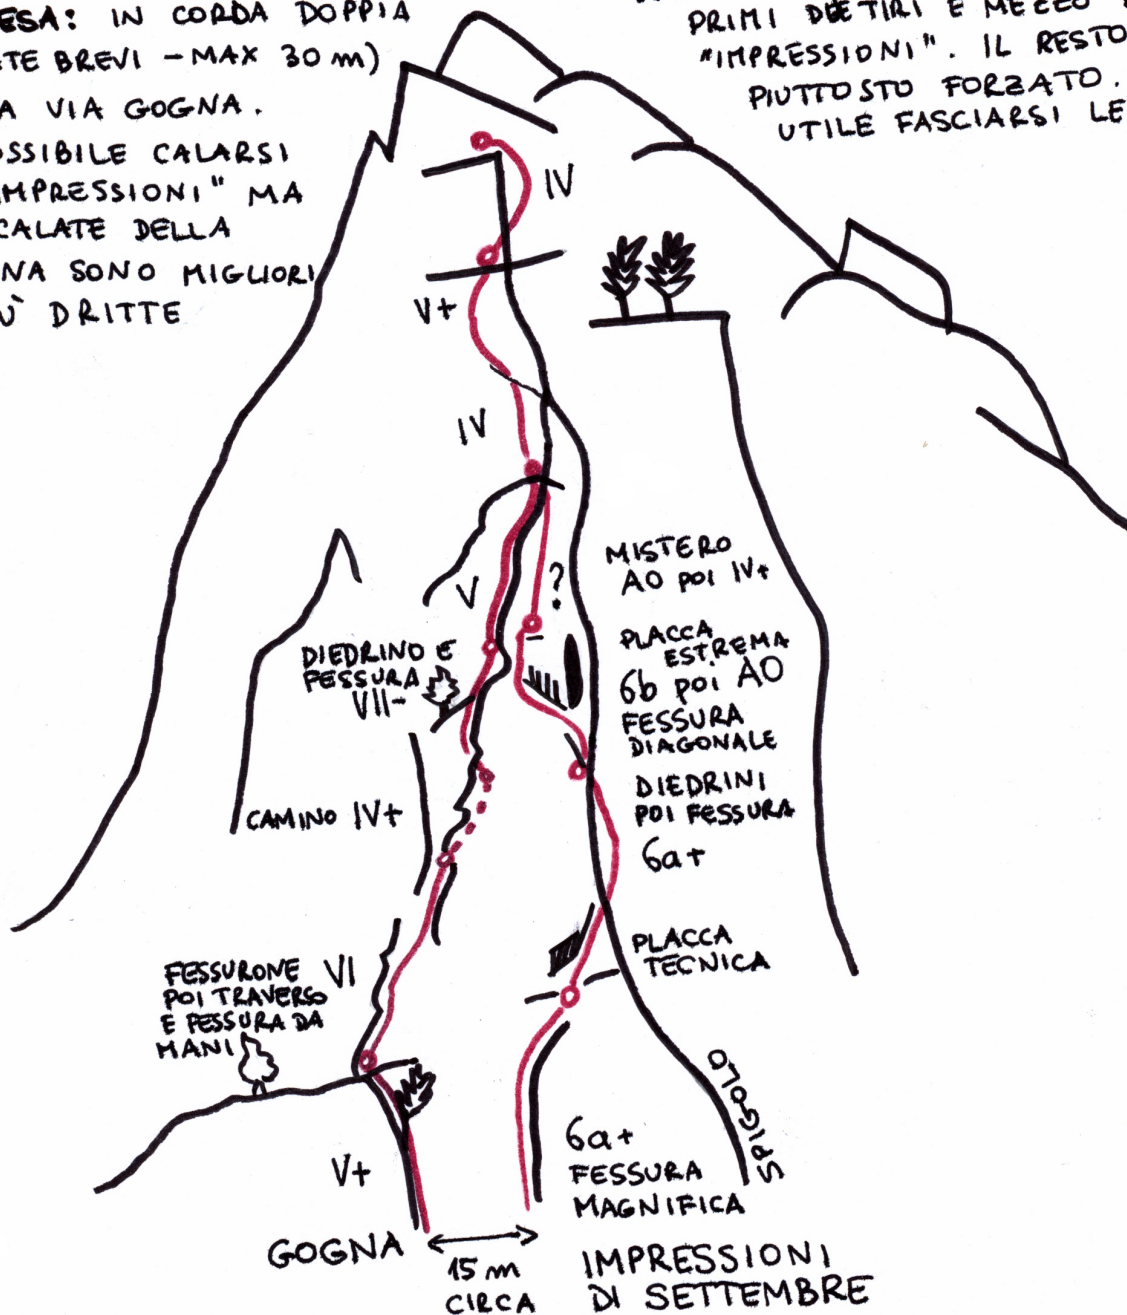 ESA: IN CORDA DOPPIA
TE BREVI - MAX 30 m)
A VIA GOGNA.
OSSIBILE CALARSI
MPRESSIONI" MA
CALATE DELLA
NA SONO MIGLIORI
Ù DRITTE
PRIMI DUE TIRI E MEZZO
"IMPRESSIONI". IL RESTO
PIUTTOSTO FORZATO.
UTILE FASCIARSI LE
IV
V+
IV
V
?
MISTERO
A0 POI IV+
PLACCA
ESTREMA
6b poi A0
FESSURA
DIAGONALE
DIEDRINO E
FESSURA
VII-
DIEDRINI
POI FESSURA
6a+
CAMINO IV+
PLACCA
TECNICA
FESSURONE VI
POI TRAVERSO
E FESSURA DA
MANI
SPIGOLO
V+
6a+
FESSURA
MAGNIFICA
GOGNA
15 m
CIRCA
IMPRESSIONI
DI SETTEMBRE